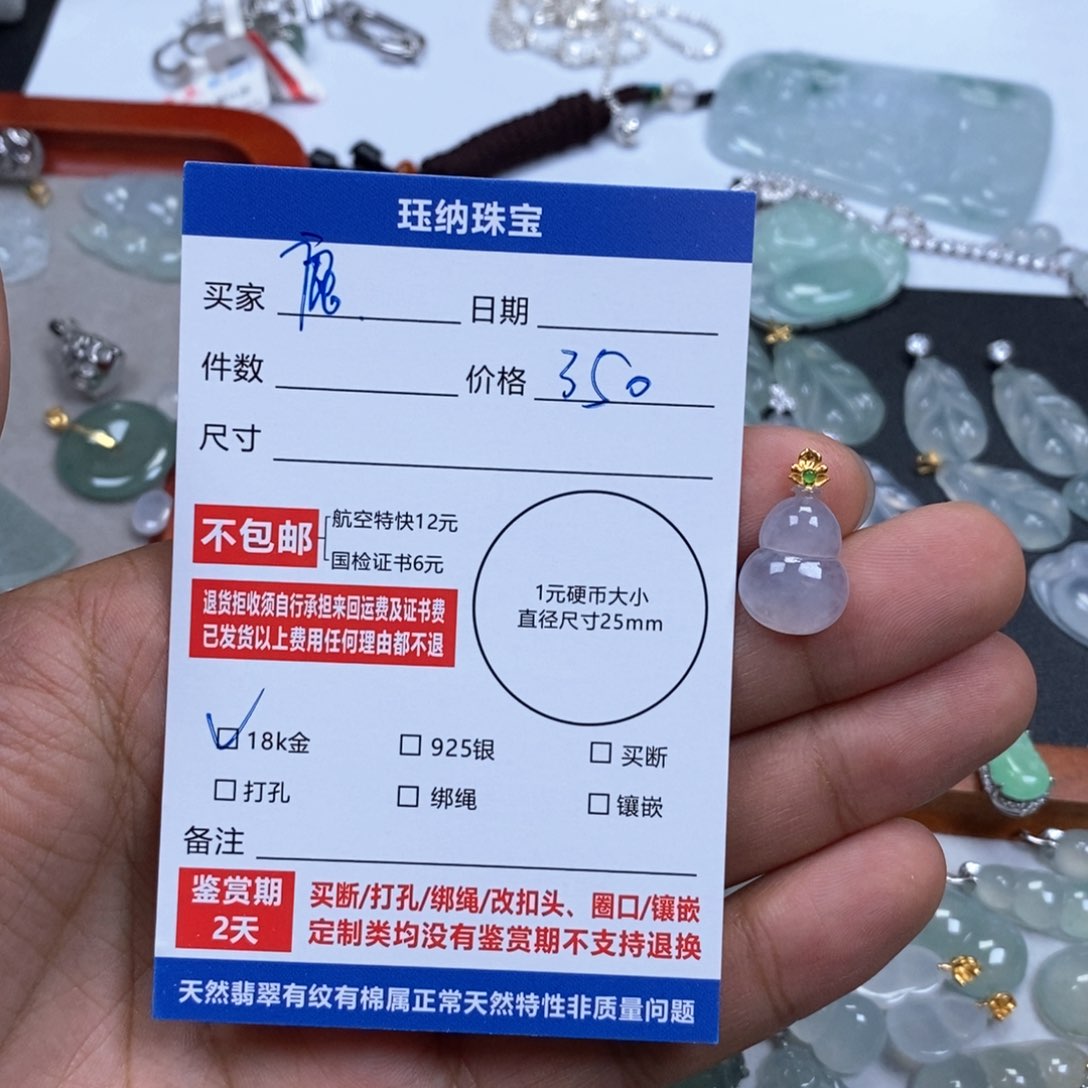 珏纳珠宝
买家 鹿 日期
件数 价格 350
尺寸
不包邮 航空特快12元
国检证书6元
退货拒收须自行承担来回运费及证书费
已发货以上费用任何理由都不退
1元硬币大小
直径尺寸25mm
18k金 925银 买断
打孔 绑绳 镶嵌
备注
鉴赏期
2天
买断/打孔/绑绳/改扣头、圈口/镶嵌
定制类均没有鉴赏期不支持退换
天然翡翠有纹有棉属正常天然特性非质量问题